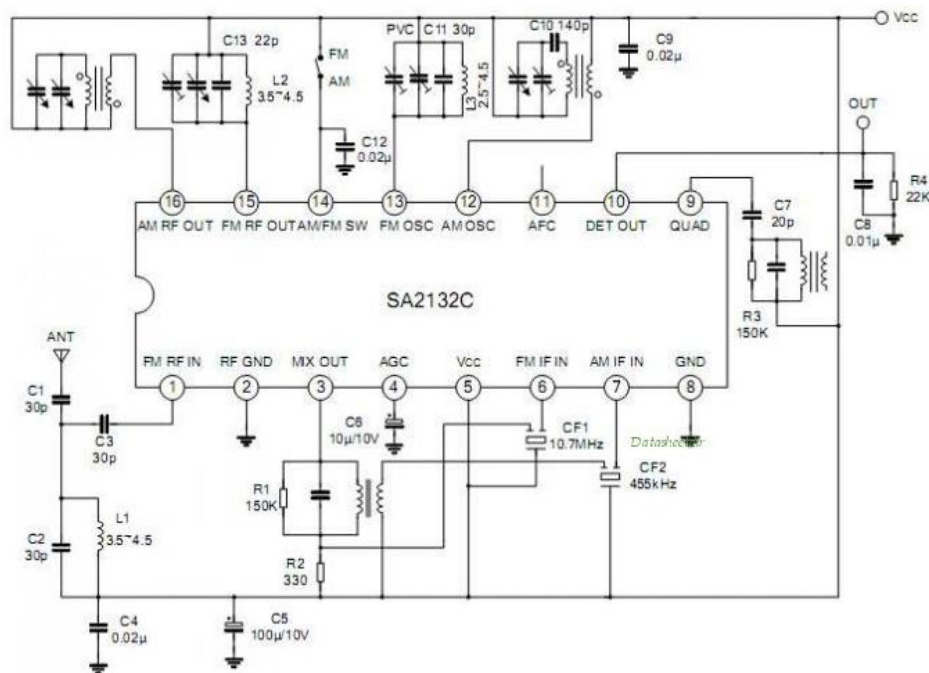 Vcc
C13 22p
FM
AM
L2
3.5~4.5
PVC C11 30p
L3
2.5~4.5
C10 140p
C9
0.02μ
OUT
C12
0.02μ
R4
22K
C8
0.01μ
C7
20p
R3
150K
16 15 14 13 12 11 10 9
AM RF OUT FM RF OUT AM/FM SW FM OSC AM OSC AFC DET OUT QUAD
SA2132C
FM RF IN RF GND MIX OUT AGC Vcc FM IF IN AM IF IN GND
1 2 3 4 5 6 7 8
ANT
C1
30p
C3
30p
C6
10μ/10V
CF1
10.7MHz
CF2
455kHz
R1
150K
L1
3.5~4.5
C2
30p
R2
330
C4
0.02μ
C5
100μ/10V